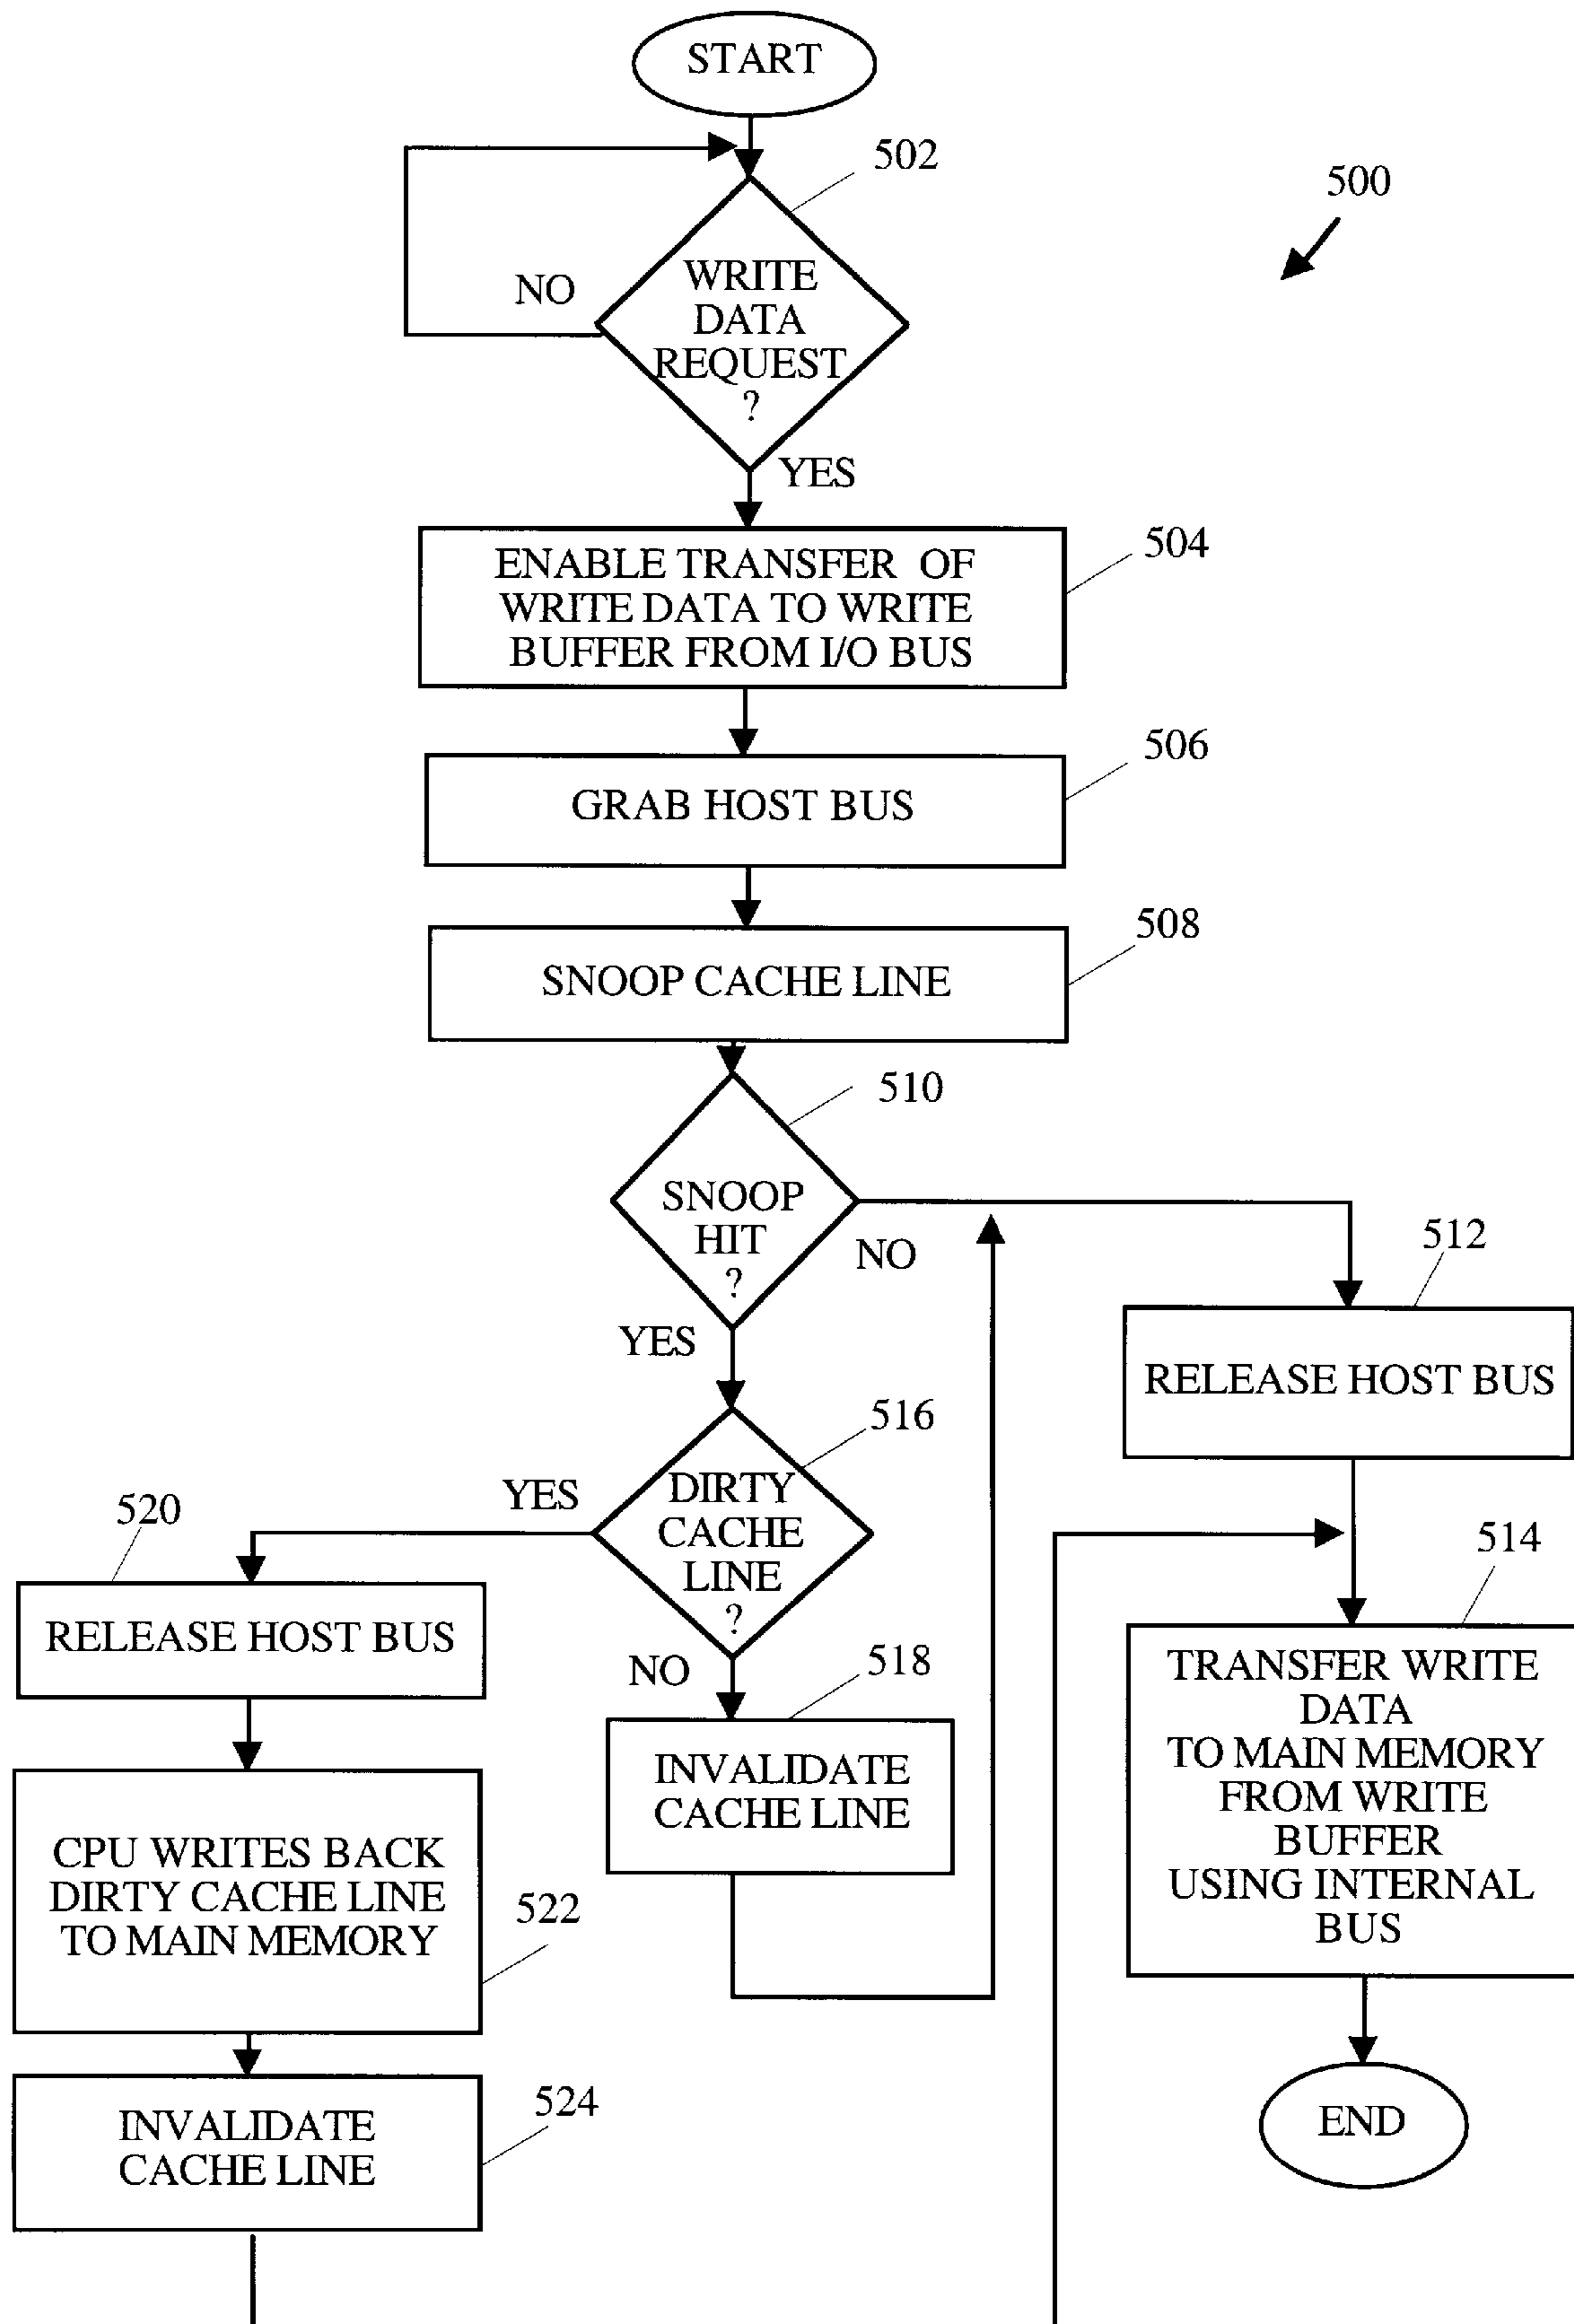 START
502
500
NO
WRITE
DATA
REQUEST
?
YES
504
ENABLE TRANSFER OF
WRITE DATA TO WRITE
BUFFER FROM I/O BUS
506
GRAB HOST BUS
508
SNOOP CACHE LINE
510
SNOOP
HIT
?
NO
YES
512
RELEASE HOST BUS
516
DIRTY
CACHE
LINE
?
YES
NO
520
RELEASE HOST BUS
514
TRANSFER WRITE
DATA
TO MAIN MEMORY
FROM WRITE
BUFFER
USING INTERNAL
BUS
518
INVALIDATE
CACHE LINE
CPU WRITES BACK
DIRTY CACHE LINE
TO MAIN MEMORY
522
524
INVALIDATE
CACHE LINE
END